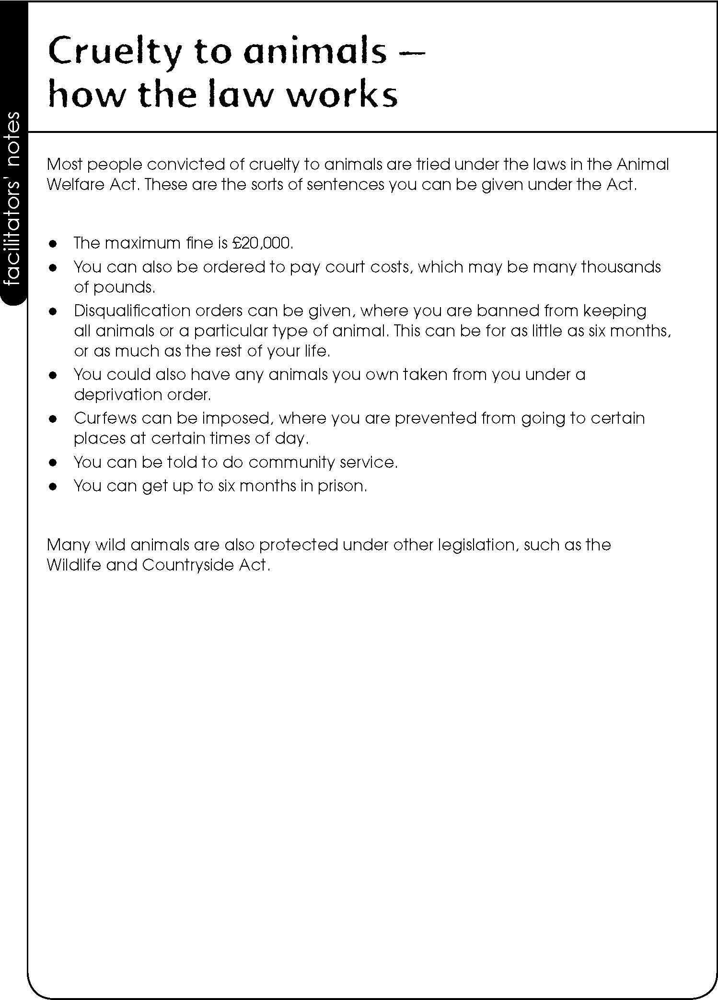 facilitators' notes
Cruelty to animals –
how the law works
Most people convicted of cruelty to animals are tried under the laws in the Animal
Welfare Act. These are the sorts of sentences you can be given under the Act.
● The maximum fine is £20,000.
● You can also be ordered to pay court costs, which may be many thousands
of pounds.
● Disqualification orders can be given, where you are banned from keeping
all animals or a particular type of animal. This can be for as little as six months,
or as much as the rest of your life.
● You could also have any animals you own taken from you under a
deprivation order.
● Curfews can be imposed, where you are prevented from going to certain
places at certain times of day.
● You can be told to do community service.
● You can get up to six months in prison.
Many wild animals are also protected under other legislation, such as the
Wildlife and Countryside Act.